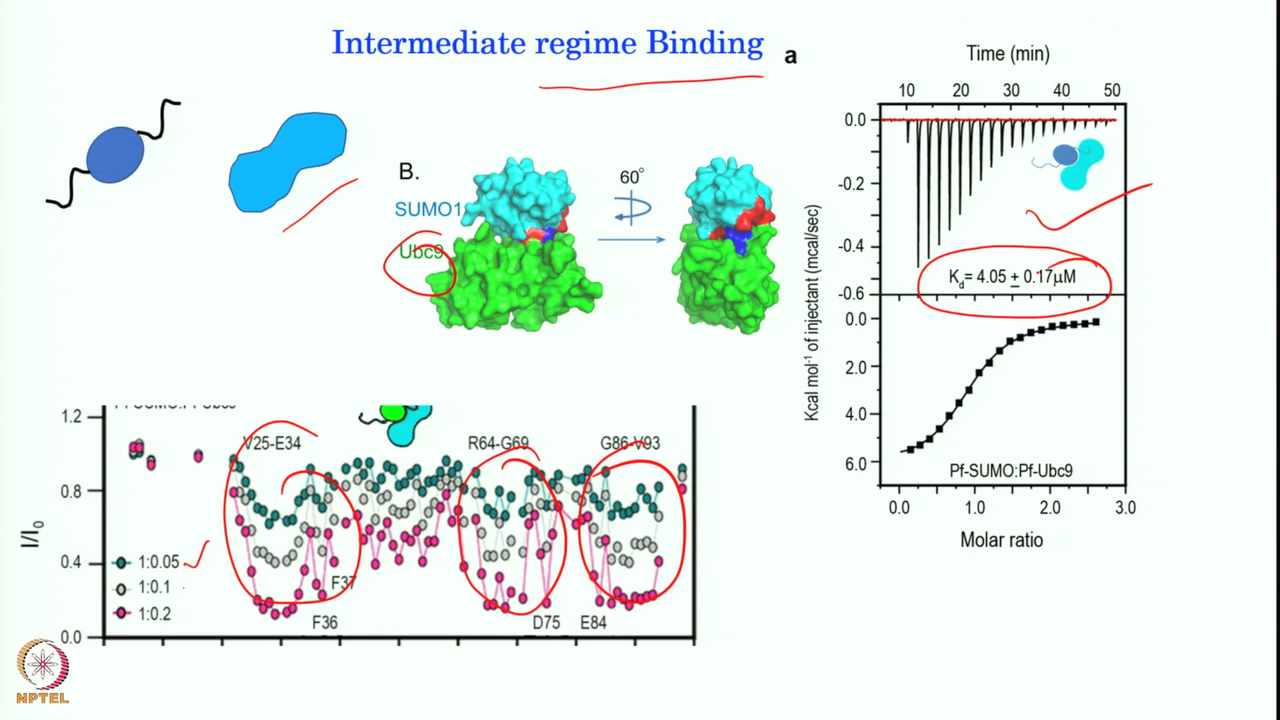 Intermediate regime Binding
a
Time (min)
10 20 30 40 50
0.0
-0.2
-0.4
-0.6
Kcal mol⁻¹ of injectant (mcal/sec)
K_d= 4.05 ± 0.17μM
0.0
2.0
4.0
6.0
Pf-SUMO:Pf-Ubc9
0.0 1.0 2.0 3.0
Molar ratio
B.
SUMO1
Ubc9
60°
1.2
0.8
0.4
0.0
I/I₀
V25-E34
R64-G69
G86-V93
1:0.05
1:0.1
1:0.2
F37
F36
D75
E84
NPTEL